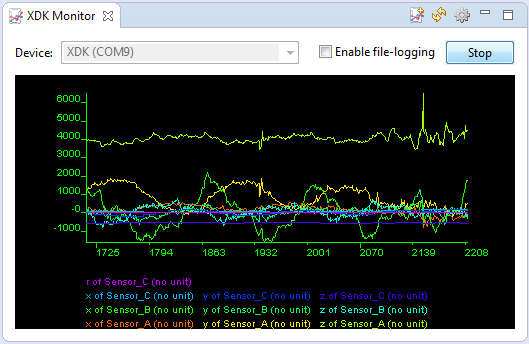 XDK Monitor
Device: XDK (COM9) Enable file-logging Stop
6000
5000
4000
3000
2000
1000
-0
-1000
1725 1794 1863 1932 2001 2070 2139 2208
r of Sensor_C (no unit)
x of Sensor_C (no unit) y of Sensor_C (no unit) z of Sensor_C (no unit)
x of Sensor_B (no unit) y of Sensor_B (no unit) z of Sensor_B (no unit)
x of Sensor_A (no unit) y of Sensor_A (no unit) z of Sensor_A (no unit)